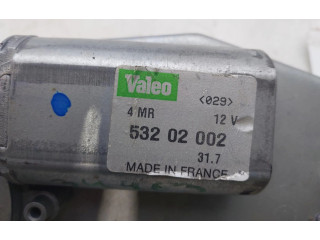 Valeo <029>
4 MR 12 V
532 02 002
31.7
MADE IN FRANCE